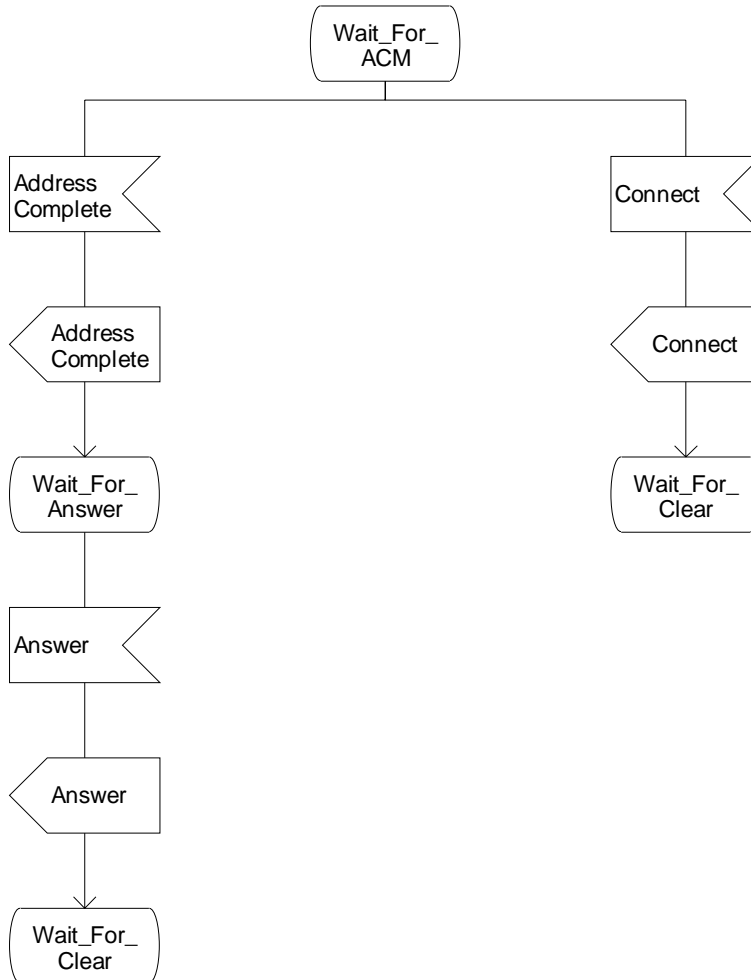 Wait_For_
ACM
Address
Complete
Connect
Address
Complete
Connect
Wait_For_
Answer
Wait_For_
Clear
Answer
Answer
Wait_For_
Clear